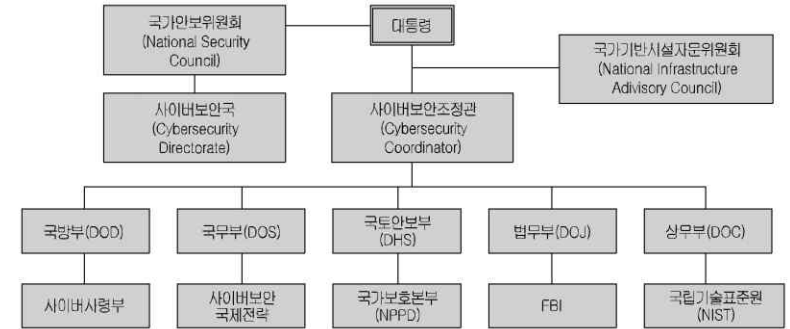 국가안보위원회
(National Security
Council)
대통령
국가기반시설자문위원회
(National Infrastructure
Adivisory Council)
사이버보안국
(Cybersecurity
Directorate)
사이버보안조정관
(Cybersecurity
Coordinator)
국방부(DOD)
국무부(DOS)
국토안보부
(DHS)
법무부(DOJ)
상무부(DOC)
사이버사령부
사이버보안
국제전략
국가보호본부
(NPPD)
FBI
국립기술표준원
(NIST)